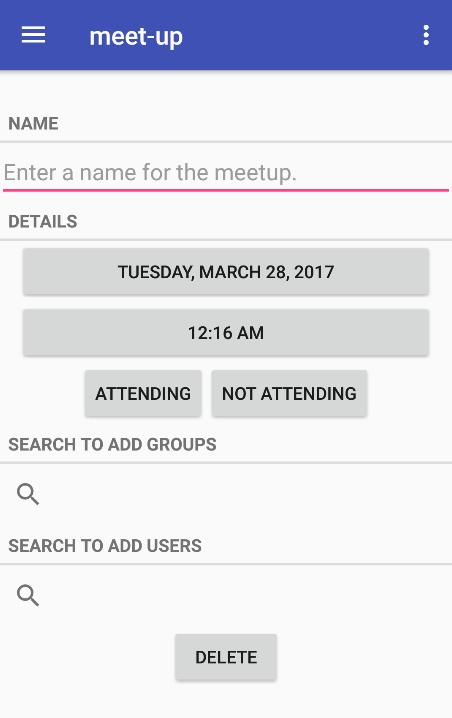 meet-up
NAME
Enter a name for the meetup.
DETAILS
TUESDAY, MARCH 28, 2017
12:16 AM
ATTENDING NOT ATTENDING
SEARCH TO ADD GROUPS
SEARCH TO ADD USERS
DELETE